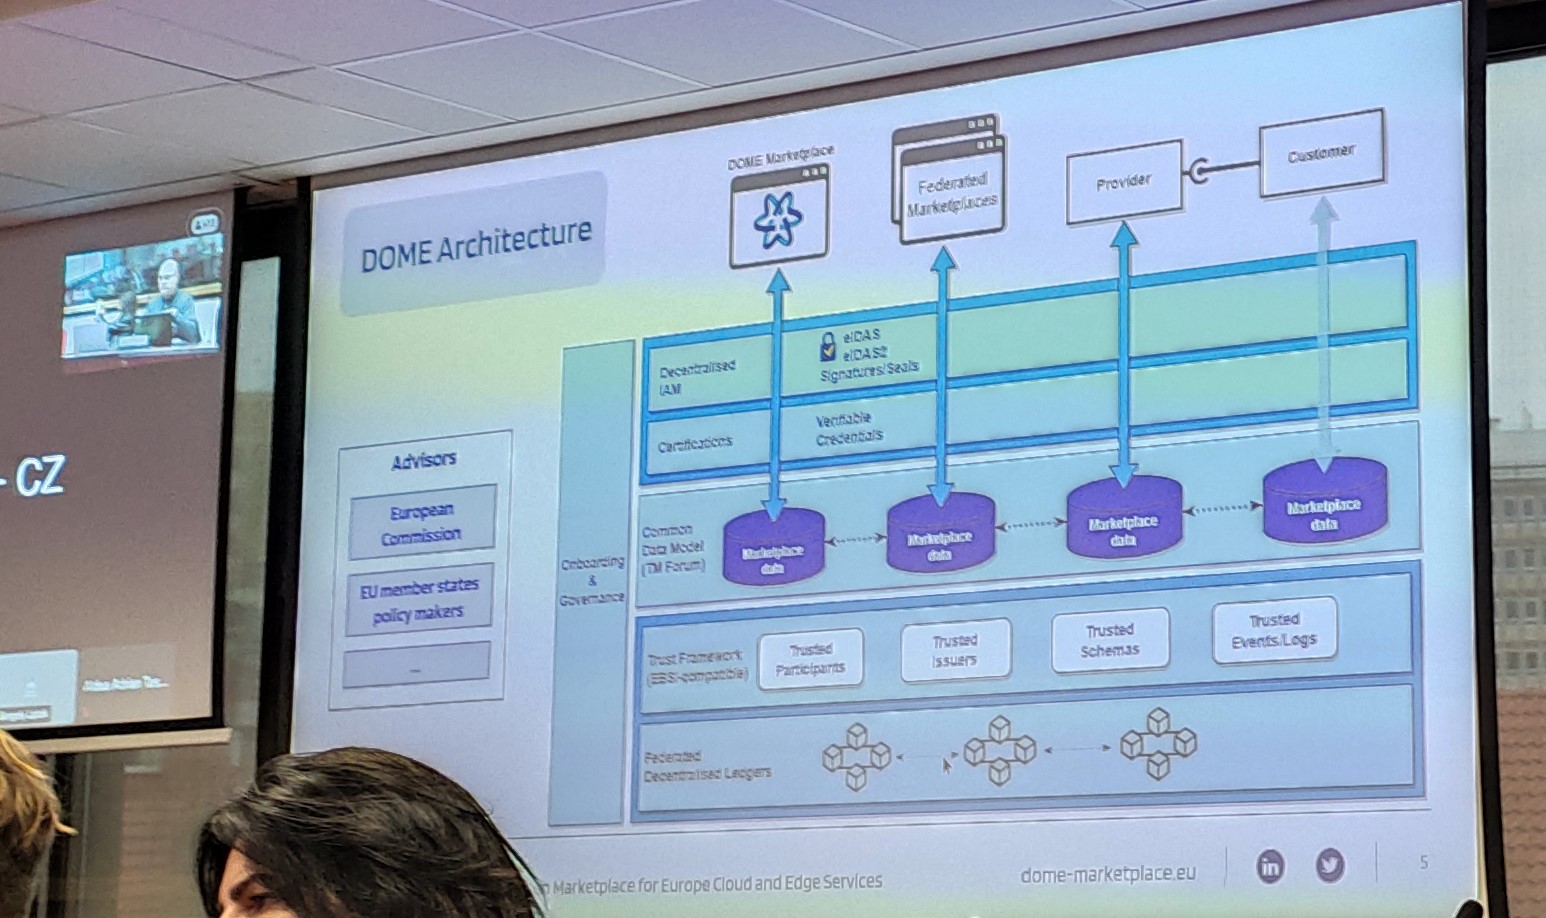 - CZ
DOME Architecture
DOME Marketplace
Federated
Marketplaces
Provider
Customer
Decentralised
IAM
eIDAS
eIDAS2
Signatures/Seals
Certifications
Verifiable
Credentials
Advisors
European
Commission
EU member states
policy makers
...
Onboarding
&
Governance
Common
Data Model
(TM Forum)
Marketplace
data
Marketplace
data
Marketplace
data
Marketplace
data
Trust Framework
(EBSI-compatible)
Trusted
Participants
Trusted
Issuers
Trusted
Schemas
Trusted
Events/Logs
Federated
Decentralised Ledgers
Marketplace for Europe Cloud and Edge Services
dome-marketplace.eu
in
5